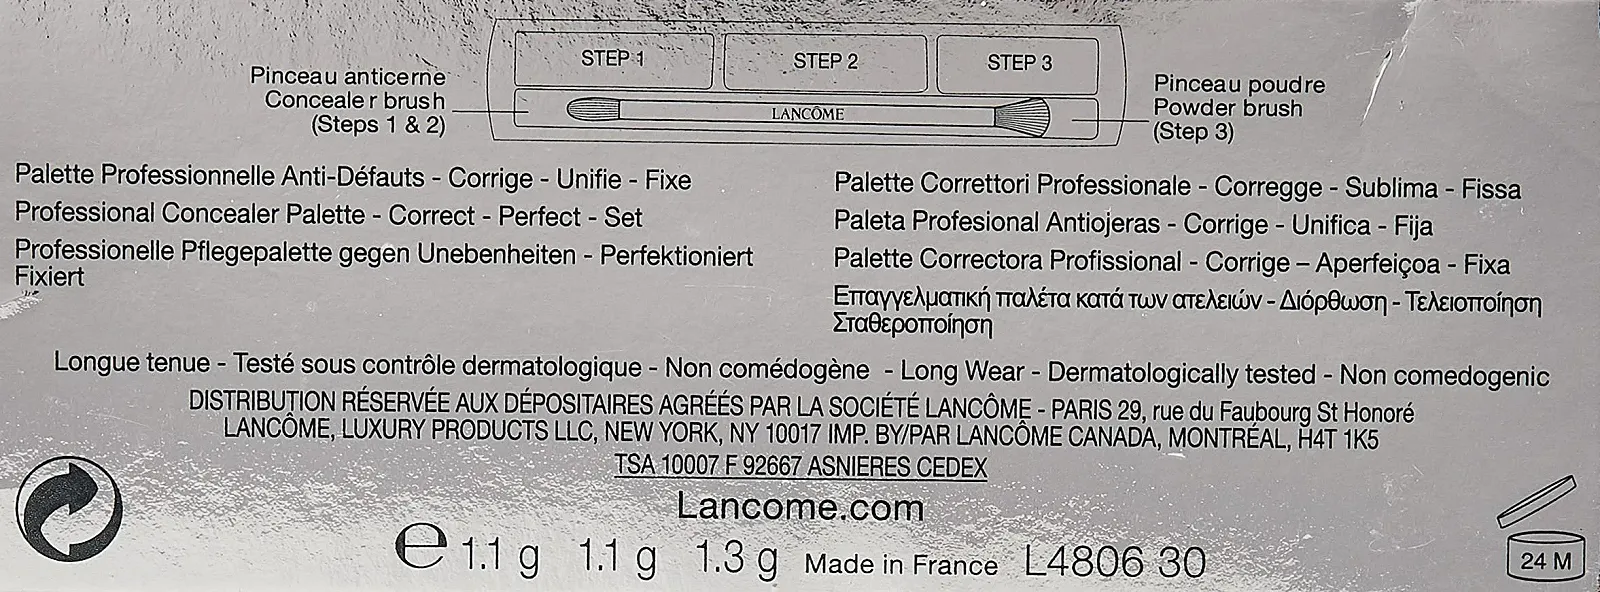 STEP 1
STEP 2
STEP 3
LANCÔME
Pinceau anticerne
Concealer brush
(Steps 1 & 2)
Pinceau poudre
Powder brush
(Step 3)
Palette Professionnelle Anti-Défauts - Corrige - Unifie - Fixe
Professional Concealer Palette - Correct - Perfect - Set
Professionelle Pflegepalette gegen Unebenheiten - Perfektioniert
Fixiert
Palette Correttori Professionale - Corregge - Sublima - Fissa
Paleta Profesional Antiojeras - Corrige - Unifica - Fija
Palette Correctora Profissional - Corrige – Aperfeiçoa - Fixa
Επαγγελματική παλέτα κατά των ατελειών - Διόρθωση - Τελειοποίηση
Σταθεροποίηση
Longue tenue - Testé sous contrôle dermatologique - Non comédogène - Long Wear - Dermatologically tested - Non comedogenic
DISTRIBUTION RÉSERVÉE AUX DÉPOSITAIRES AGRÉÉS PAR LA SOCIÉTÉ LANCÔME - PARIS 29, rue du Faubourg St Honoré
LANCÔME, LUXURY PRODUCTS LLC, NEW YORK, NY 10017 IMP. BY/PAR LANCÔME CANADA, MONTRÉAL, H4T 1K5
TSA 10007 F 92667 ASNIERES CEDEX
Lancome.com
e 1.1 g 1.1 g 1.3 g Made in France L4806 30
24 M